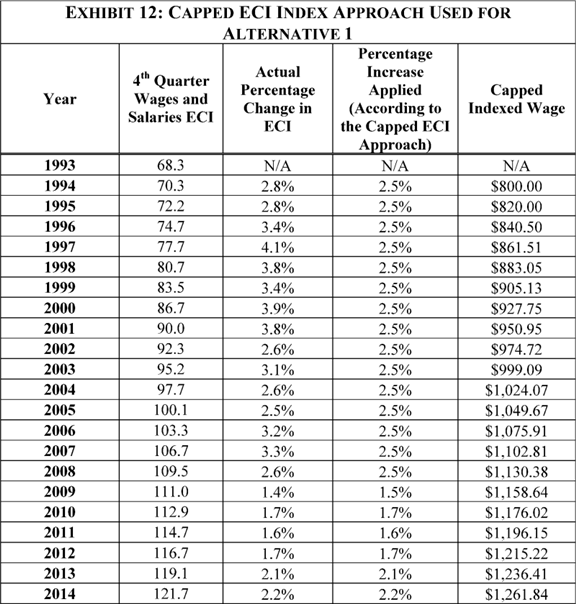 EXHIBIT 12: CAPPED ECI INDEX APPROACH USED FOR
ALTERNATIVE 1
Year 4th Quarter Wages and Salaries ECI Actual Percentage Change in ECI Percentage Increase Applied (According to the Capped ECI Approach) Capped Indexed Wage
1993 68.3 N/A N/A N/A
1994 70.3 2.8% 2.5% $800.00
1995 72.2 2.8% 2.5% $820.00
1996 74.7 3.4% 2.5% $840.50
1997 77.7 4.1% 2.5% $861.51
1998 80.7 3.8% 2.5% $883.05
1999 83.5 3.4% 2.5% $905.13
2000 86.7 3.9% 2.5% $927.75
2001 90.0 3.8% 2.5% $950.95
2002 92.3 2.6% 2.5% $974.72
2003 95.2 3.1% 2.5% $999.09
2004 97.7 2.6% 2.5% $1,024.07
2005 100.1 2.5% 2.5% $1,049.67
2006 103.3 3.2% 2.5% $1,075.91
2007 106.7 3.3% 2.5% $1,102.81
2008 109.5 2.6% 2.5% $1,130.38
2009 111.0 1.4% 1.5% $1,158.64
2010 112.9 1.7% 1.7% $1,176.02
2011 114.7 1.6% 1.6% $1,196.15
2012 116.7 1.7% 1.7% $1,215.22
2013 119.1 2.1% 2.1% $1,236.41
2014 121.7 2.2% 2.2% $1,261.84